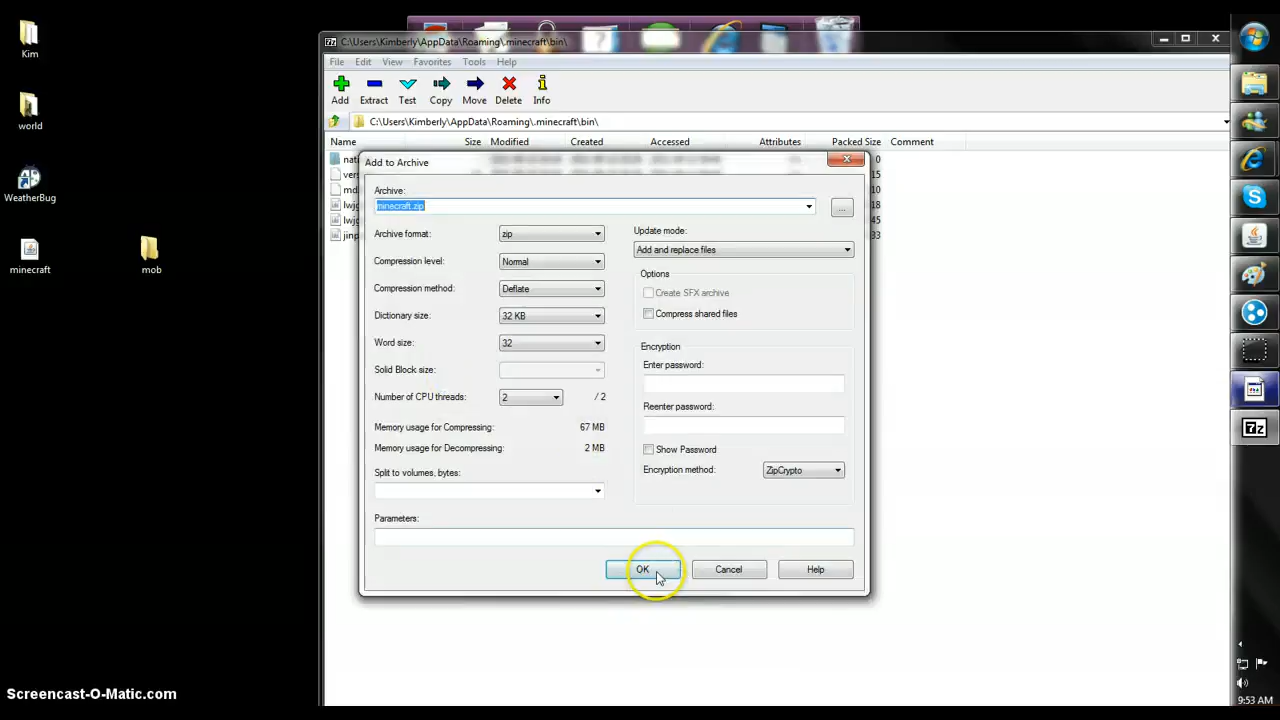 Kim
world
WeatherBug
minecraft
mob
C:\Users\Kimberly\AppData\Roaming\.minecraft\bin\
File Edit View Favorites Tools Help
Add Extract Test Copy Move Delete Info
C:\Users\Kimberly\AppData\Roaming\.minecraft\bin\
Name Size Modified Created Accessed Attributes Packed Size Comment
Add to Archive
Archive:
minecraft.zip
...
Archive format: zip
Compression level: Normal
Compression method: Deflate
Dictionary size: 32 KB
Word size: 32
Solid Block size:
Number of CPU threads: 2 / 2
Memory usage for Compressing: 67 MB
Memory usage for Decompressing: 2 MB
Split to volumes, bytes:
Update mode:
Add and replace files
Options
Create SFX archive
Compress shared files
Encryption
Enter password:
Reenter password:
Show Password
Encryption method: ZipCrypto
Parameters:
OK Cancel Help
7z
9:53 AM
Screencast-O-Matic.com